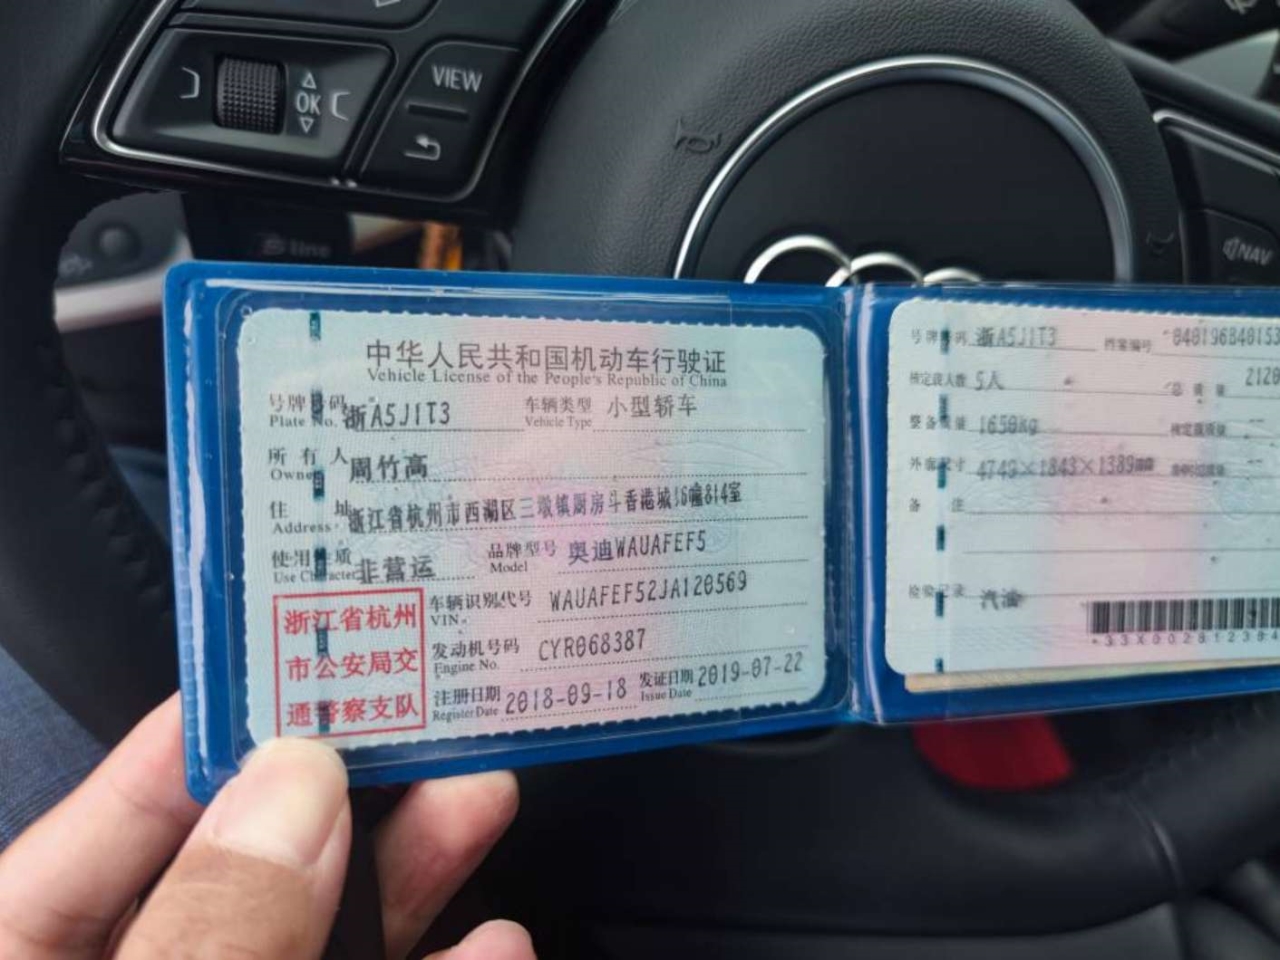 OK
VIEW
NAV
line
中华人民共和国机动车行驶证
Vehicle License of the People's Republic of China
号牌号码 浙A5J1T3 车辆类型 小型轿车
Plate No. Vehicle Type
所有人 周竹高
Owner
住址 浙江省杭州市西湖区三墩镇厨房斗香港城16幢814室
Address
使用性质 非营运 品牌型号 奥迪WAUAFEF5
Use Character Model
浙江省杭州
市公安局交
通警察支队
车辆识别代号 WAUAFEF52JA120569
VIN.
发动机号码 CYR068387
Engine No.
注册日期 2018-09-18 发证日期 2019-07-22
Register Date Issue Date
号牌号码 浙A5J1T3 档案编号
核定载人数 5人 总质量 2120
整备质量 1650kg 核定载质量
外廓尺寸 4749×1843×1389mm
备注
检验记录 汽油